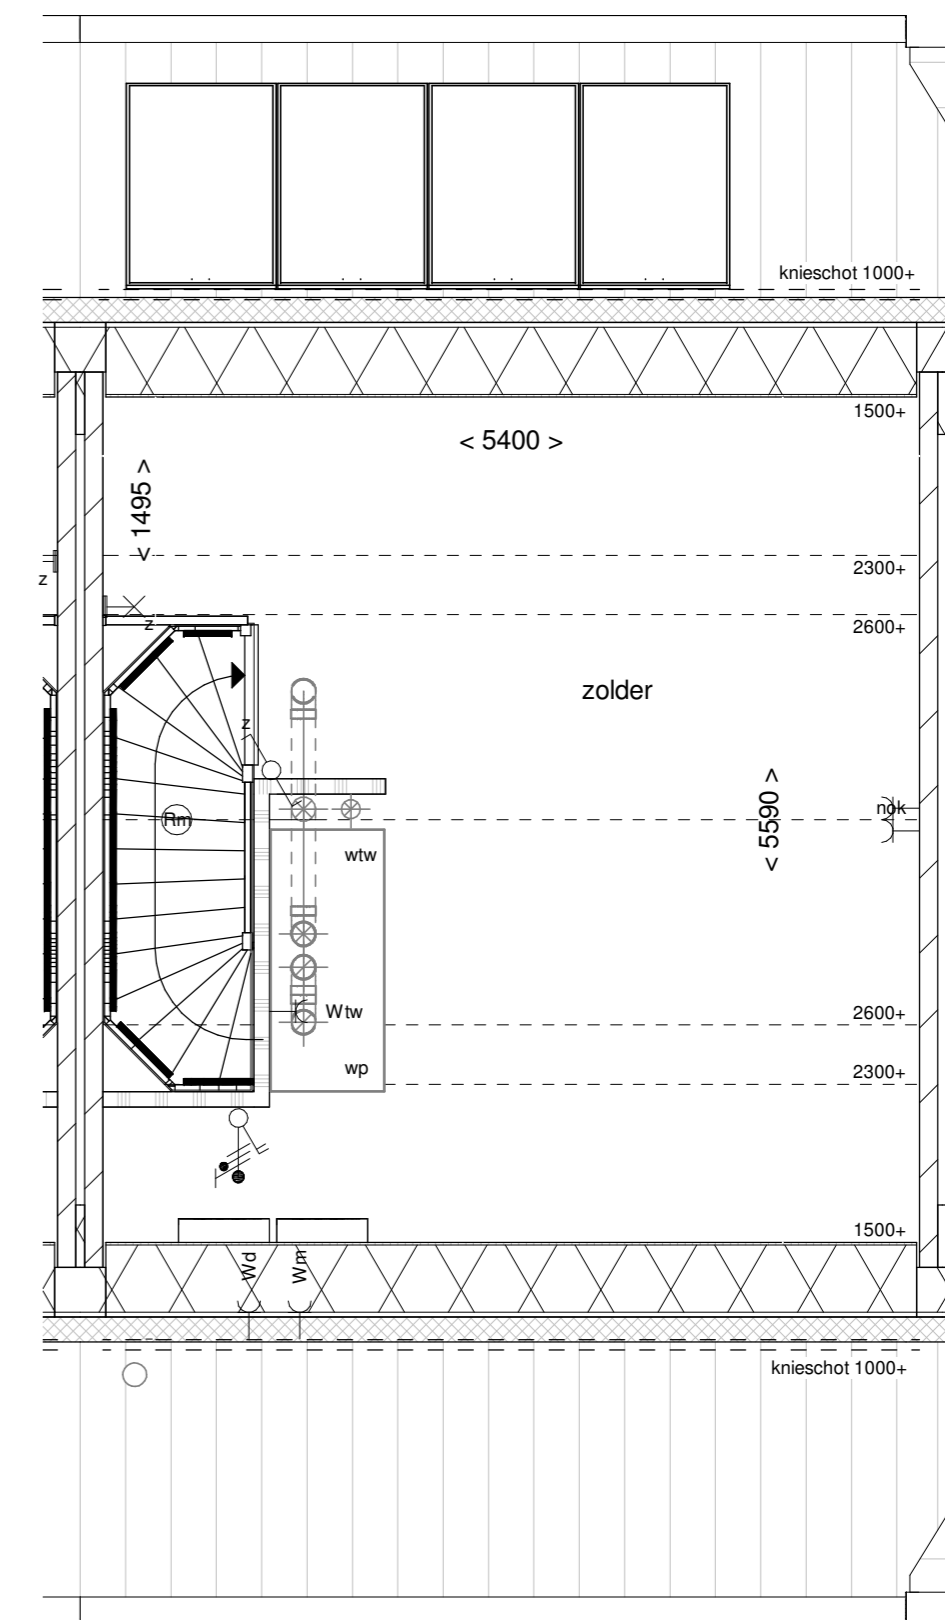 knieschot 1000+
1500+
< 5400 >
< 1495 >
2300+
z
z
2600+
zolder
z
nok
Rm
< 5590 >
wtw
Wtw
2600+
wp
2300+
1500+
Wd
Wm
knieschot 1000+